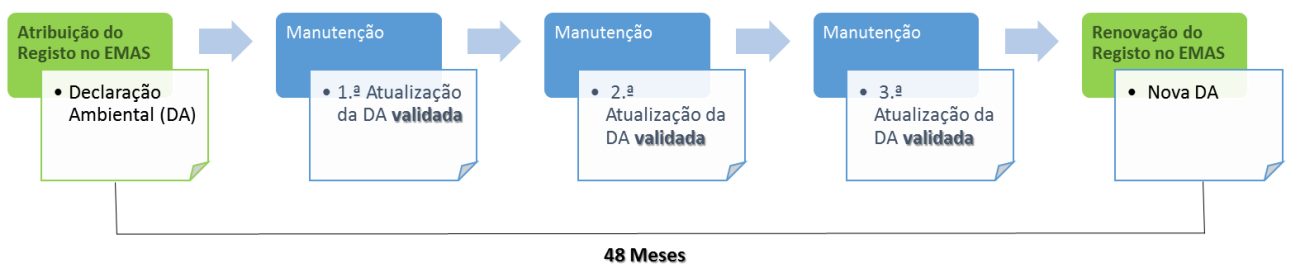 Atribuição do
Registo no EMAS
• Declaração
Ambiental (DA)
Manutenção
• 1.ª Atualização
da DA validada
Manutenção
• 2.ª
Atualização da
DA validada
Manutenção
• 3.ª
Atualização da
DA validada
Renovação do
Registo no EMAS
• Nova DA
48 Meses